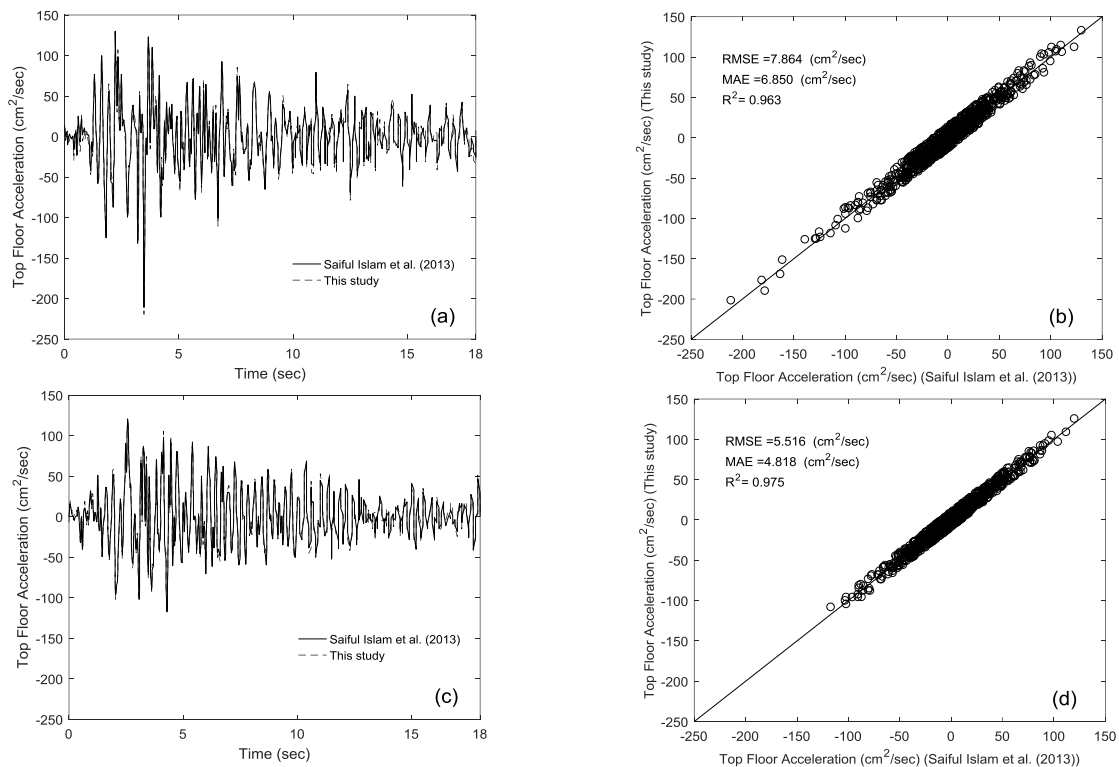 150
100
50
0
-50
-100
-150
-200
-250
Top Floor Acceleration (cm²/sec)
Saiful Islam et al. (2013)
This study
(a)
0 5 10 15 18
Time (sec)
150
100
50
0
-50
-100
-150
-200
-250
Top Floor Acceleration (cm²/sec) (This study)
RMSE =7.864 (cm²/sec)
MAE =6.850 (cm²/sec)
R²= 0.963
(b)
-250 -200 -150 -100 -50 0 50 100 150
Top Floor Acceleration (cm²/sec) (Saiful Islam et al. (2013))
150
100
50
0
-50
-100
-150
-200
-250
Top Floor Acceleration (cm²/sec)
Saiful Islam et al. (2013)
This study
(c)
0 5 10 15 18
Time (sec)
150
100
50
0
-50
-100
-150
-200
-250
Top Floor Acceleration (cm²/sec) (This study)
RMSE =5.516 (cm²/sec)
MAE =4.818 (cm²/sec)
R²= 0.975
(d)
-250 -200 -150 -100 -50 0 50 100 150
Top Floor Acceleration (cm²/sec) (Saiful Islam et al. (2013))